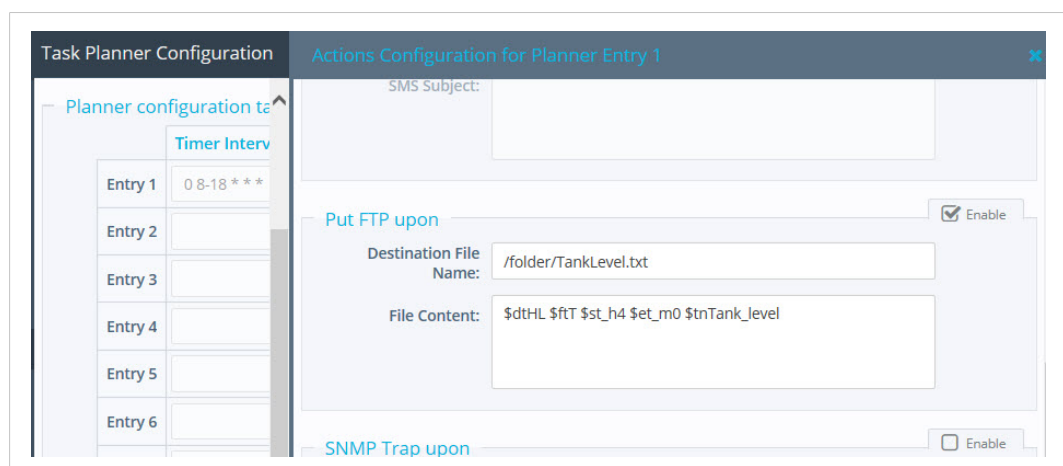 Task Planner Configuration
Actions Configuration for Planner Entry 1
Planner configuration ta
Timer Interv
Entry 1
0 8-18 * * *
Entry 2
Entry 3
Entry 4
Entry 5
Entry 6
SMS Subject:
Put FTP upon
Enable
Destination File
Name:
/folder/TankLevel.txt
File Content:
$dtHL $ftT $st_h4 $et_m0 $tnTank_level
SNMP Trap upon
Enable